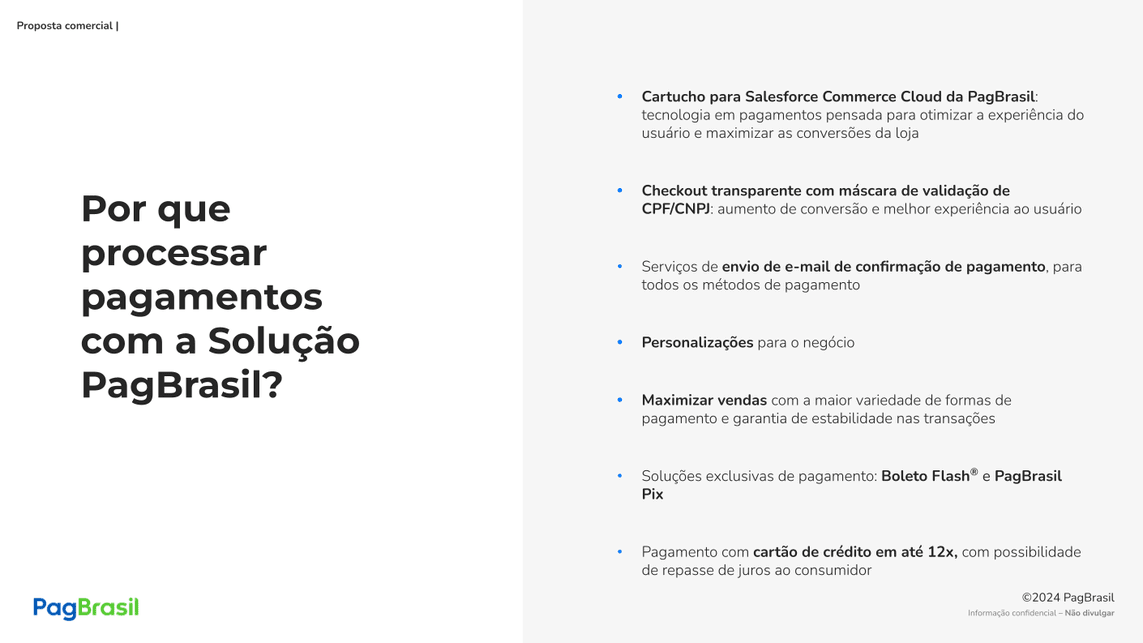 Proposta comercial |
Por que
processar
pagamentos
com a Solução
PagBrasil?
• Cartucho para Salesforce Commerce Cloud da PagBrasil:
tecnologia em pagamentos pensada para otimizar a experiência do
usuário e maximizar as conversões da loja
• Checkout transparente com máscara de validação de
CPF/CNPJ: aumento de conversão e melhor experiência ao usuário
• Serviços de envio de e-mail de confirmação de pagamento, para
todos os métodos de pagamento
• Personalizações para o negócio
• Maximizar vendas com a maior variedade de formas de
pagamento e garantia de estabilidade nas transações
• Soluções exclusivas de pagamento: Boleto Flash® e PagBrasil
Pix
• Pagamento com cartão de crédito em até 12x, com possibilidade
de repasse de juros ao consumidor
PagBrasil
©2024 PagBrasil
Informação confidencial – Não divulgar